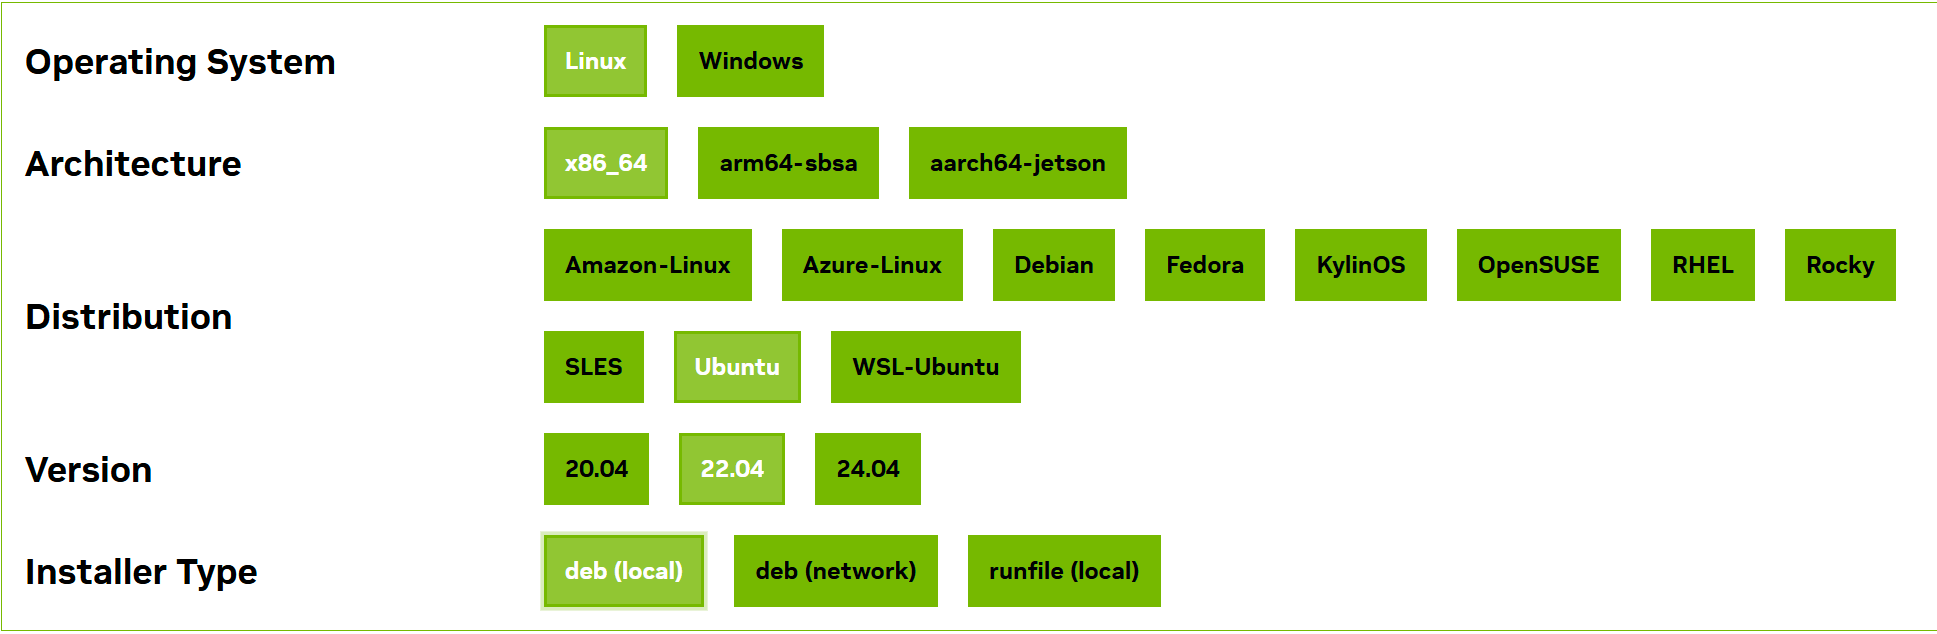 Operating System
Linux Windows
Architecture
x86_64 arm64-sbsa aarch64-jetson
Distribution
Amazon-Linux Azure-Linux Debian Fedora KylinOS OpenSUSE RHEL Rocky
SLES Ubuntu WSL-Ubuntu
Version
20.04 22.04 24.04
Installer Type
deb (local) deb (network) runfile (local)